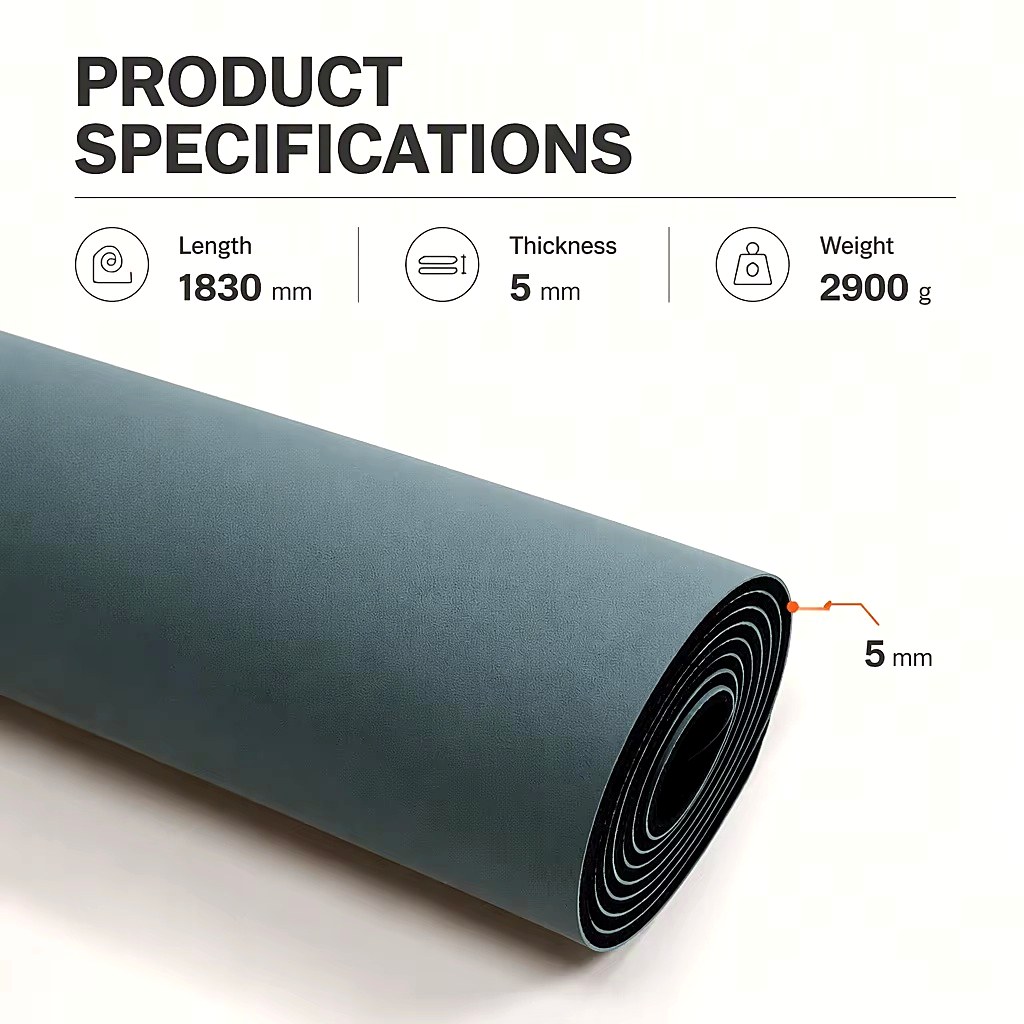 PRODUCT
SPECIFICATIONS
Length
1830 mm
Thickness
5 mm
Weight
2900 g
5 mm